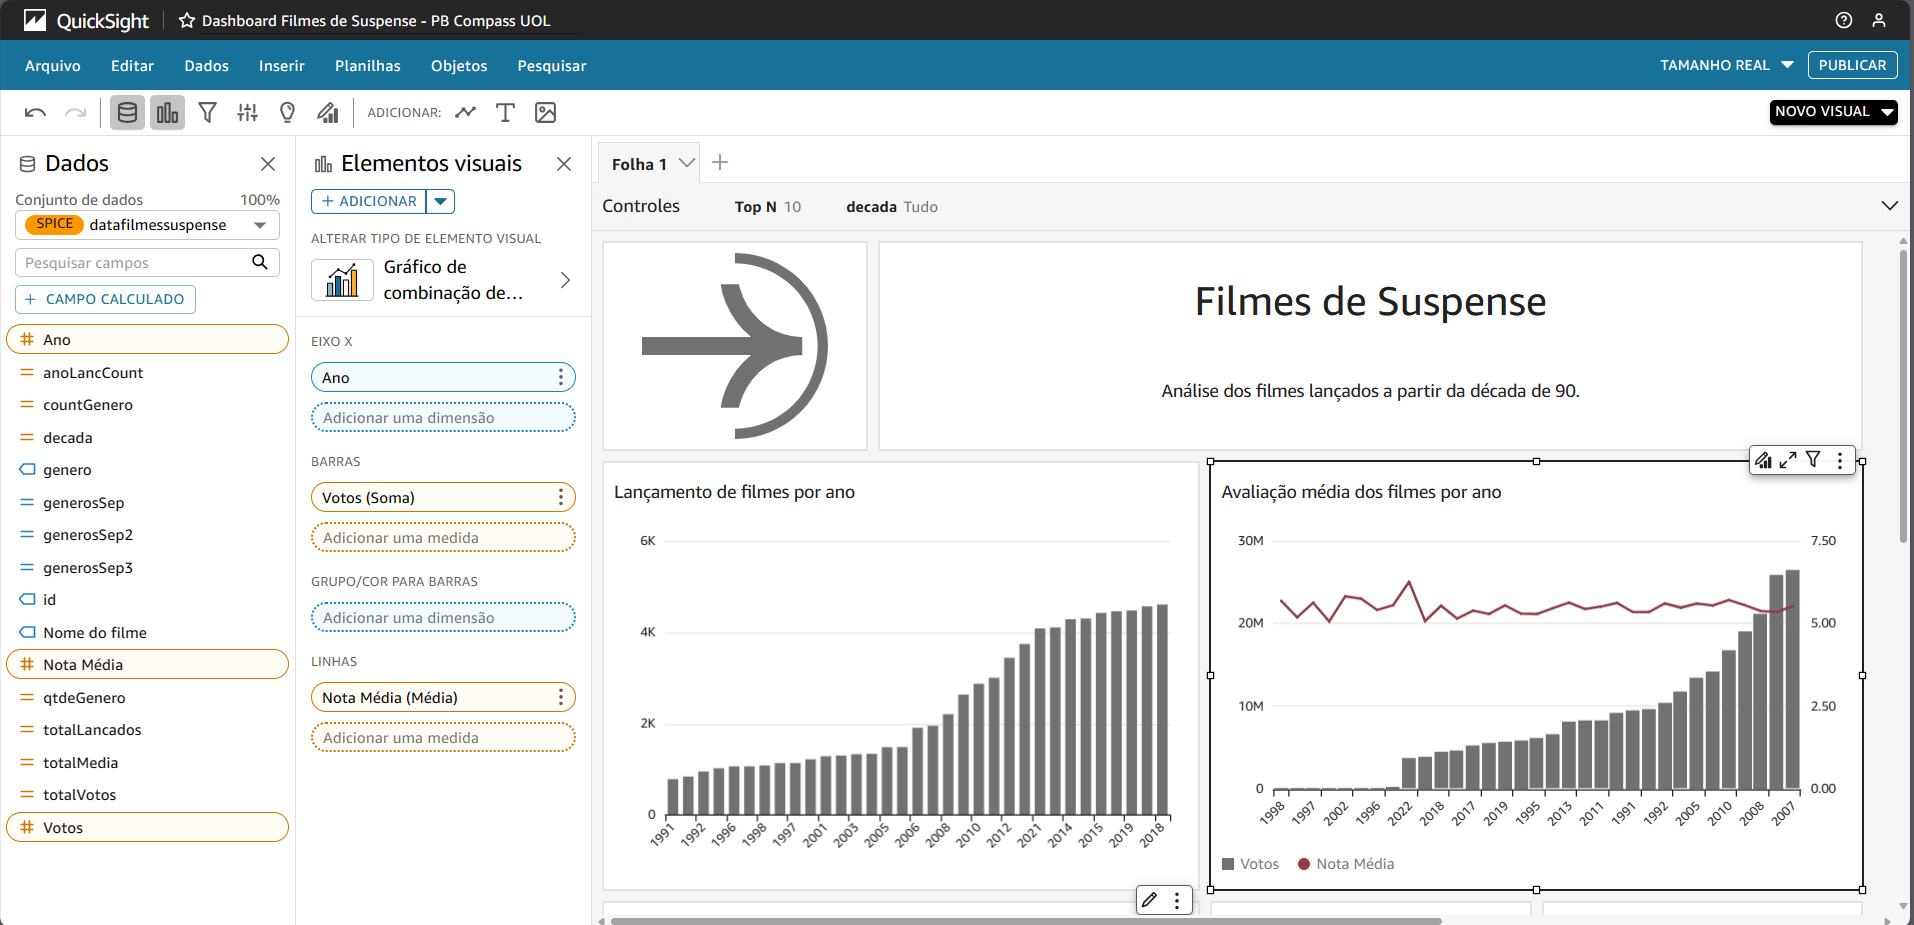 QuickSight
Dashboard Filmes de Suspense - PB Compass UOL
Arquivo
Editar
Dados
Inserir
Planilhas
Objetos
Pesquisar
TAMANHO REAL
PUBLICAR
ADICIONAR:
NOVO VISUAL
Dados
Conjunto de dados
100%
SPICE
datafilmessuspense
Pesquisar campos
+ CAMPO CALCULADO
Ano
anoLancCount
countGenero
decada
genero
generosSep
generosSep2
generosSep3
id
Nome do filme
Nota Média
qtdeGenero
totalLancados
totalMedia
totalVotos
Votos
Elementos visuais
+ ADICIONAR
ALTERAR TIPO DE ELEMENTO VISUAL
Gráfico de
combinação de...
EIXO X
Ano
Adicionar uma dimensão
BARRAS
Votos (Soma)
Adicionar uma medida
GRUPO/COR PARA BARRAS
Adicionar uma dimensão
LINHAS
Nota Média (Média)
Adicionar uma medida
Folha 1
Controles
Top N 10
decada Tudo
Filmes de Suspense
Análise dos filmes lançados a partir da década de 90.
Lançamento de filmes por ano
6K
4K
2K
0
1991
1992
1996
1998
1997
2001
2003
2005
2006
2008
2010
2012
2021
2014
2015
2019
2018
Avaliação média dos filmes por ano
30M
20M
10M
0
7.50
5.00
2.50
0.00
1998
1997
2002
1996
2022
2018
2017
2019
1995
2013
2011
1991
1992
2005
2010
2008
2007
Votos
Nota Média